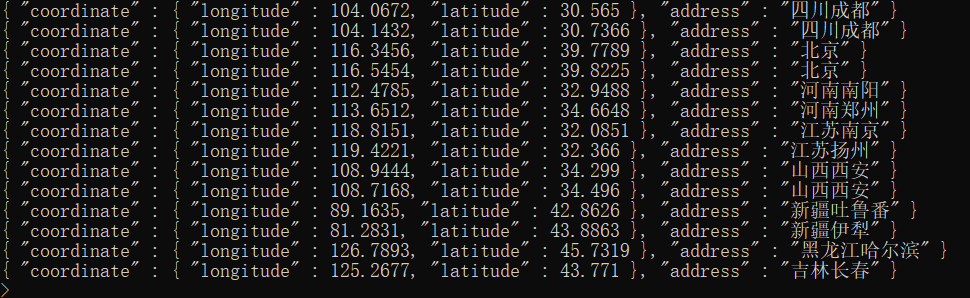 { "coordinate" : { "longitude" : 104.0672, "latitude" : 30.565 }, "address" : "四川成都" }
{ "coordinate" : { "longitude" : 104.1432, "latitude" : 30.7366 }, "address" : "四川成都" }
{ "coordinate" : { "longitude" : 116.3456, "latitude" : 39.7789 }, "address" : "北京" }
{ "coordinate" : { "longitude" : 116.5454, "latitude" : 39.8225 }, "address" : "北京" }
{ "coordinate" : { "longitude" : 112.4785, "latitude" : 32.9488 }, "address" : "河南南阳" }
{ "coordinate" : { "longitude" : 113.6512, "latitude" : 34.6648 }, "address" : "河南郑州" }
{ "coordinate" : { "longitude" : 118.8151, "latitude" : 32.0851 }, "address" : "江苏南京" }
{ "coordinate" : { "longitude" : 119.4221, "latitude" : 32.366 }, "address" : "江苏扬州" }
{ "coordinate" : { "longitude" : 108.9444, "latitude" : 34.299 }, "address" : "山西西安" }
{ "coordinate" : { "longitude" : 108.7168, "latitude" : 34.496 }, "address" : "山西西安" }
{ "coordinate" : { "longitude" : 89.1635, "latitude" : 42.8626 }, "address" : "新疆吐鲁番" }
{ "coordinate" : { "longitude" : 81.2831, "latitude" : 43.8863 }, "address" : "新疆伊犁" }
{ "coordinate" : { "longitude" : 126.7893, "latitude" : 45.7319 }, "address" : "黑龙江哈尔滨" }
{ "coordinate" : { "longitude" : 125.2677, "latitude" : 43.771 }, "address" : "吉林长春" }
>